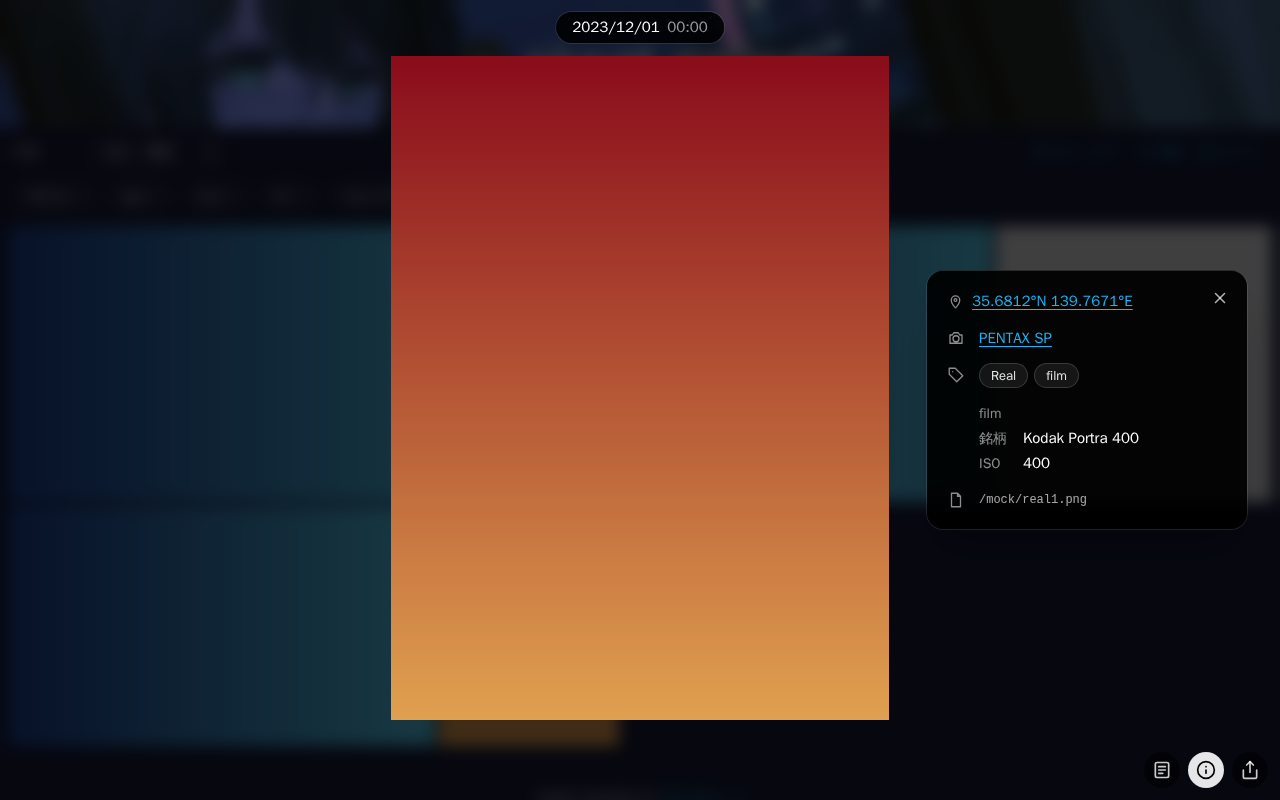 2023/12/01 00:00
35.6812°N 139.7671°E
PENTAX SP
Real film
film
銘柄 Kodak Portra 400
ISO 400
/mock/real1.png